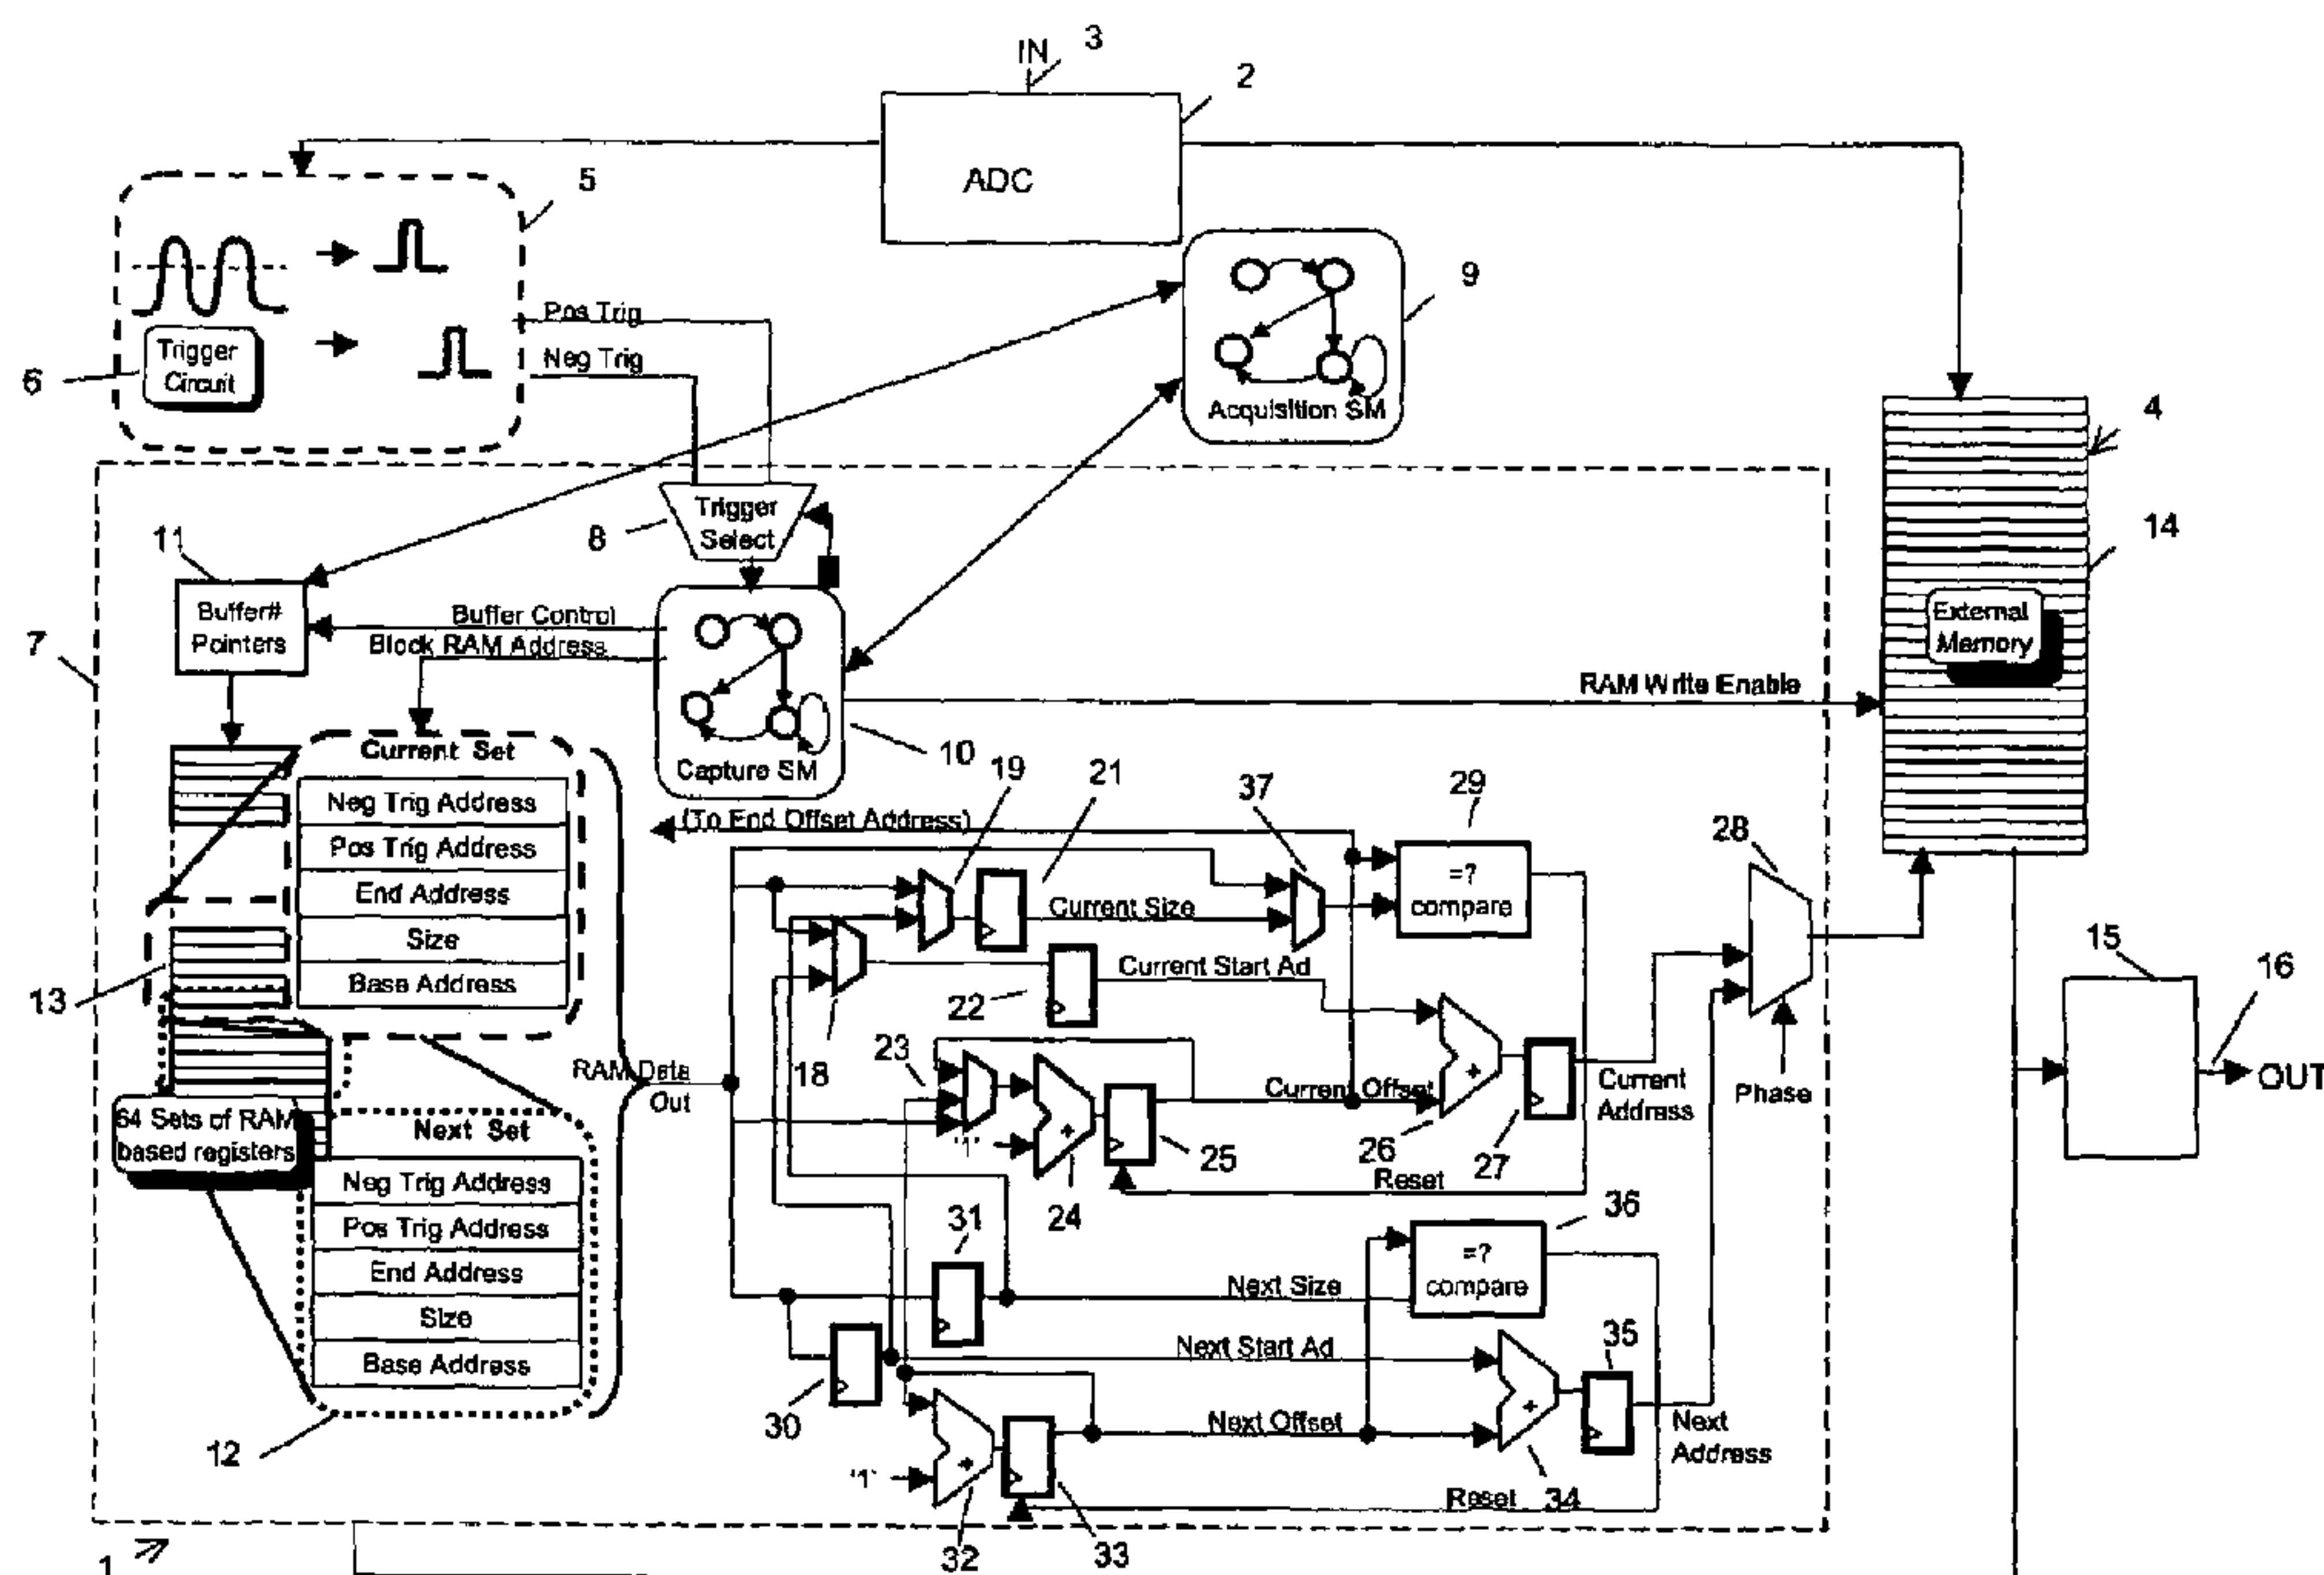 IN 3
2
ADC
5
Pos Trig
Neg Trig
Trigger
Circuit
6
9
Acquisition SM
4
Trigger
Select
8
14
External
Memory
11
Buffer#
Pointers
Buffer Control
Block RAM Address
7
RAM Write Enable
10
Capture SM
Current Set
Neg Trig Address
Pos Trig Address
End Address
Size
Base Address
13
(To End Offset Address)
19
21
37
29
28
=?
compare
Current Size
Current Start Ad
18
22
15
16
OUT
23
RAM Data
Out
Current Offset
'1'
24
25
26
27
Current
Address
Phase
Reset
64 Sets of RAM
based registers
Next Set
Neg Trig Address
Pos Trig Address
End Address
Size
Base Address
12
31
36
=?
compare
Next Size
Next Start Ad
35
30
Next Offset
Next
Address
'1'
Reset
34
32
33
1